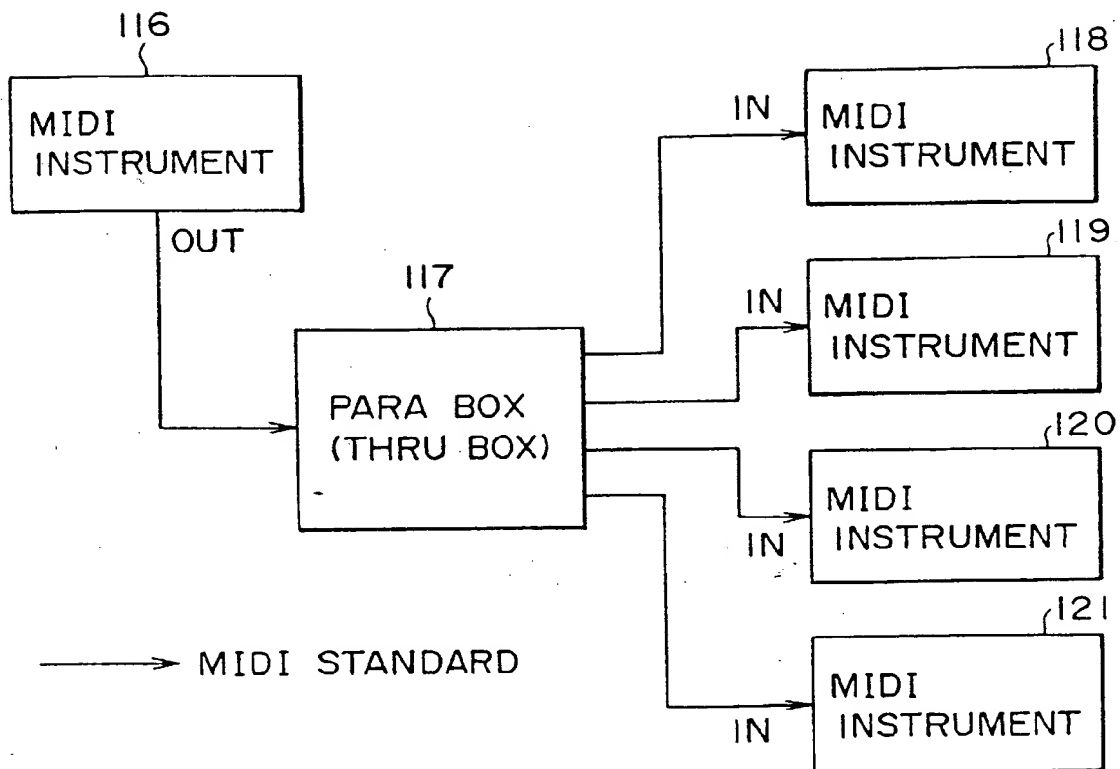 116
MIDI
INSTRUMENT
OUT
117
PARA BOX
(THRU BOX)
IN
118
MIDI
INSTRUMENT
IN
119
MIDI
INSTRUMENT
IN
120
MIDI
INSTRUMENT
IN
121
MIDI
INSTRUMENT
MIDI STANDARD